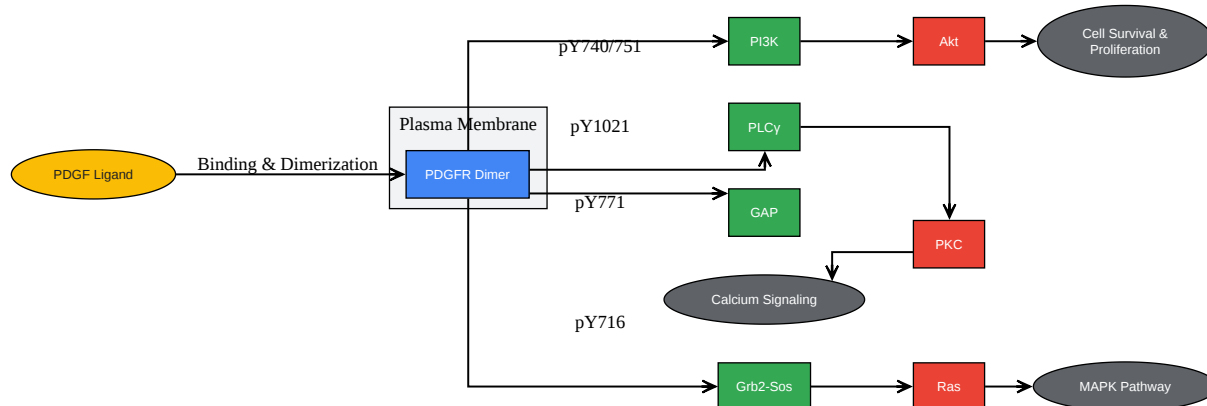 pY740/751
PI3K
Akt
Cell Survival &
Proliferation
Plasma Membrane
pY1021
PLCγ
PDGF Ligand
Binding & Dimerization
PDGFR Dimer
pY771
GAP
PKC
Calcium Signaling
pY716
Grb2-Sos
Ras
MAPK Pathway